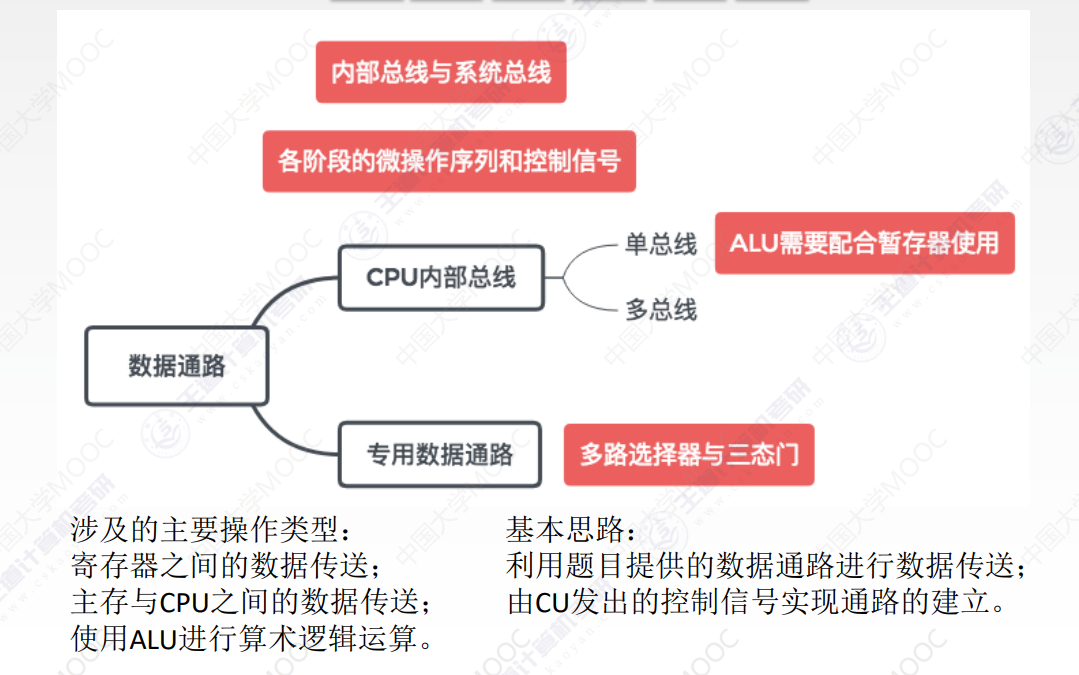 内部总线与系统总线
各阶段的微操作序列和控制信号
CPU内部总线
单总线
ALU需要配合暂存器使用
多总线
数据通路
专用数据通路
多路选择器与三态门
涉及的主要操作类型:
寄存器之间的数据传送;
主存与CPU之间的数据传送;
使用ALU进行算术逻辑运算。
基本思路:
利用题目提供的数据通路进行数据传送;
由CU发出的控制信号实现通路的建立。
中国大学MOOC
王道计算机考研